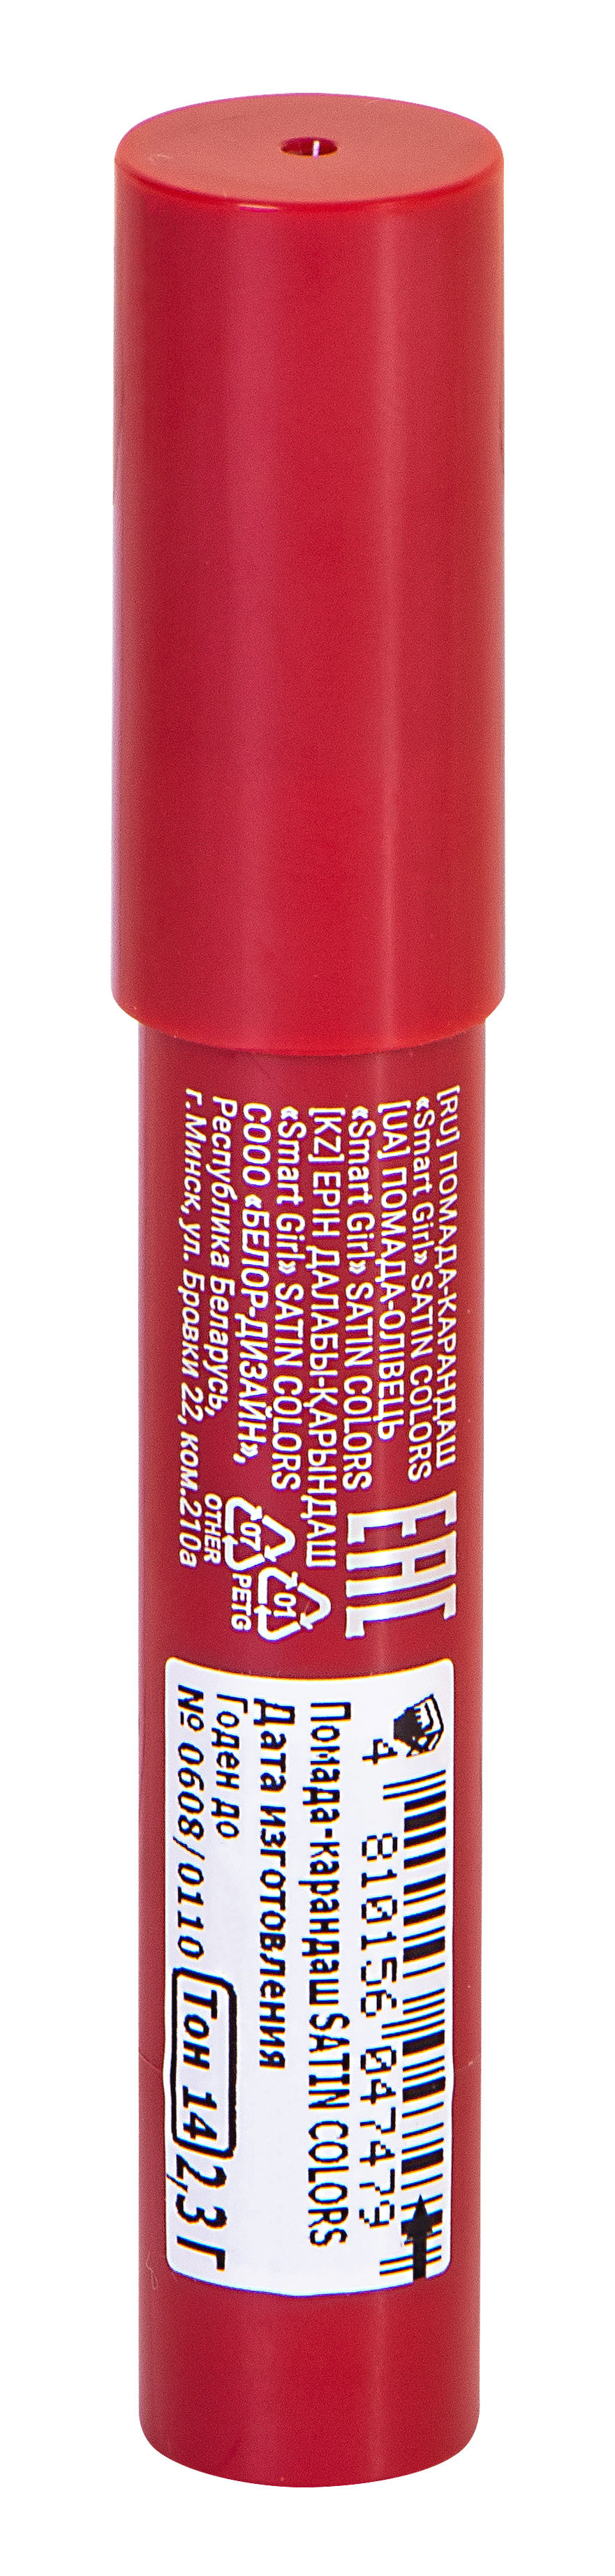 [RU] ПОМАДА-КАРАНДАШ
«Smart Girl» SATIN COLORS
[UA] ПОМАДА-ОЛІВЕЦЬ
«Smart Girl» SATIN COLORS
[KZ] ЕРІН ДАЛАБЫ-ҚАРЫНДАШ
«Smart Girl» SATIN COLORS
СООО «БЕЛОР-ДИЗАЙН»,
Республика Беларусь,
г.Минск, ул. Бровки 22, ком.210а
EAC
01
PETG
07
OTHER
4 810156 047479
Помада-карандаш SATIN COLORS
Дата изготовления
Годен до
№ 0608/0110 Тон 14 2,3 Г